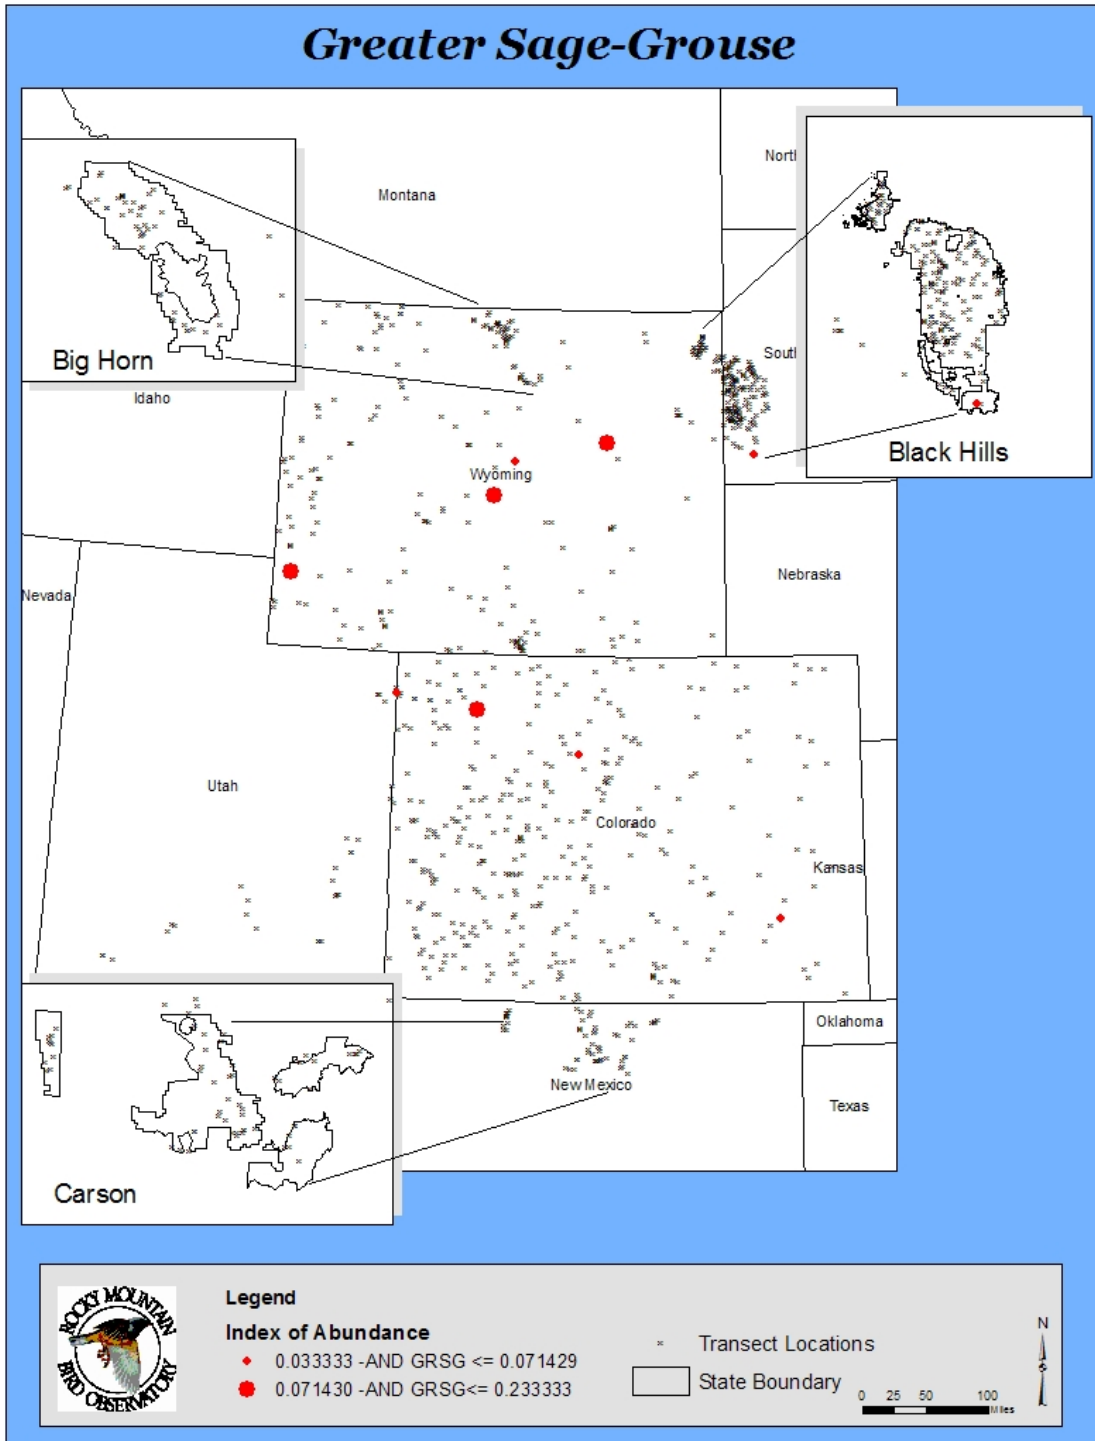 Greater Sage-Grouse
Montana
North
Big Horn
Idaho
South
Black Hills
Wyoming
Nebraska
Nevada
Utah
Colorado
Kansas
Oklahoma
New Mexico
Texas
Carson
ROCKY MOUNTAIN
BIRD OBSERVATORY
Legend
Index of Abundance
0.033333 -AND GRSG <= 0.071429
0.071430 -AND GRSG<= 0.233333
Transect Locations
State Boundary
N
0 25 50 100
Miles